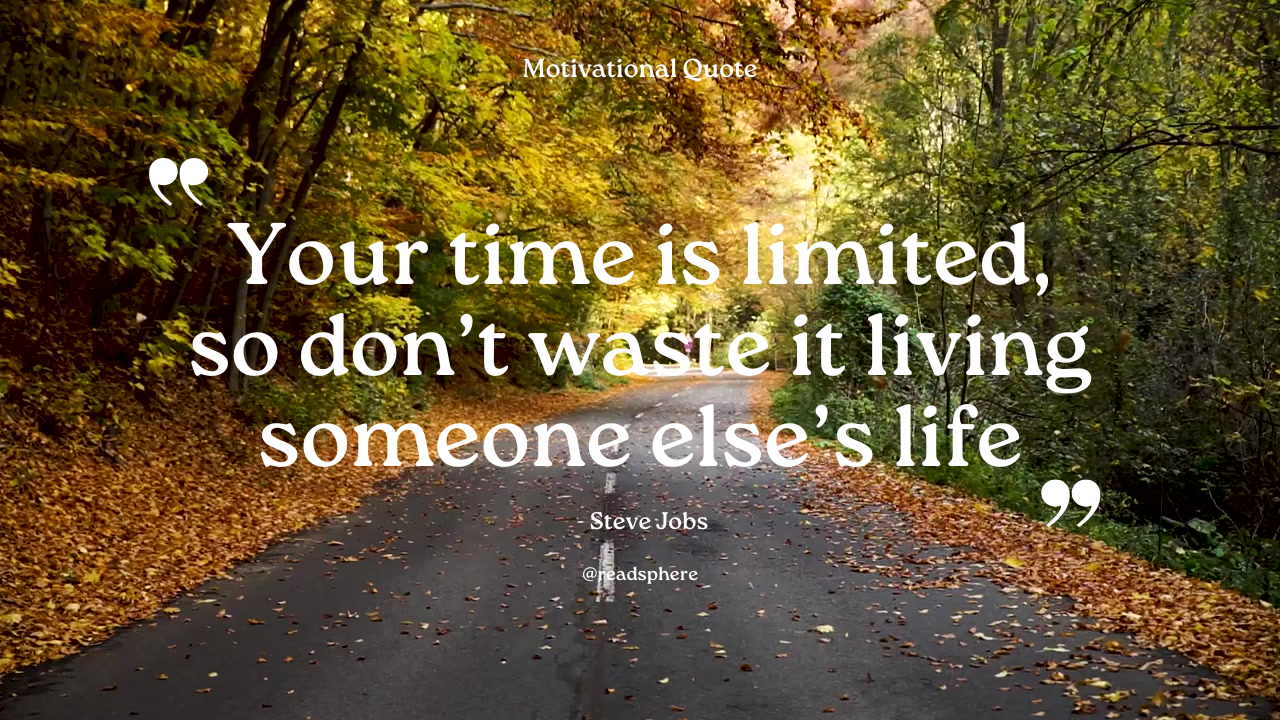 Motivational Quote
”
Your time is limited,
so don’t waste it living
someone else’s life
”
- Steve Jobs
@readsphere